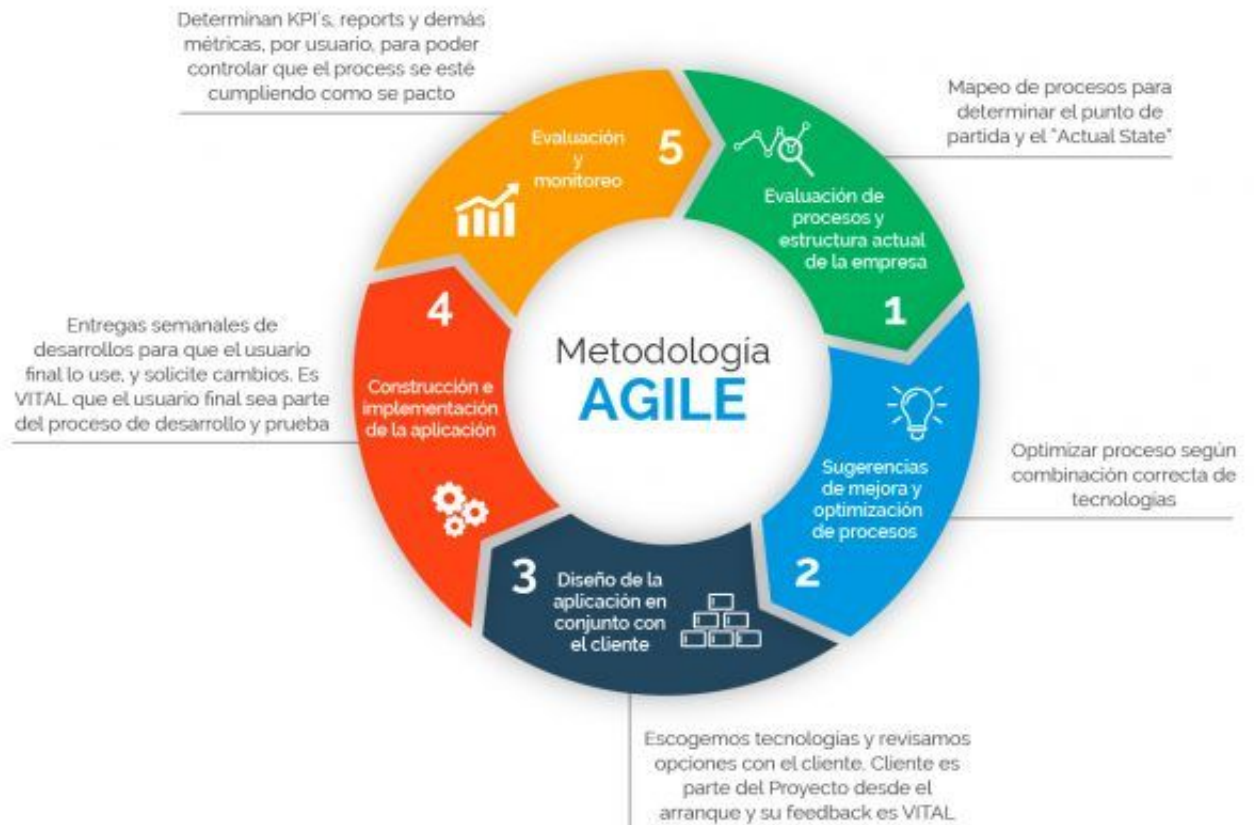 Determinan KPI's, reports y demás
métricas, por usuario, para poder
controlar que el process se esté
cumpliendo como se pacto
Evaluación
y
monitoreo
5
Mapeo de procesos para
determinar el punto de
partida y el "Actual State"
Evaluación de
procesos y
estructura actual
de la empresa
1
Metodología
AGILE
Entregas semanales de
desarrollos para que el usuario
final lo use, y solicite cambios. Es
VITAL que el usuario final sea parte
del proceso de desarrollo y prueba
4
Construcción e
implementación
de la aplicación
Sugerencias
de mejora y
optimización
de procesos
2
Optimizar proceso según
combinación correcta de
tecnologías
3
Diseño de la
aplicación en
conjunto con
el cliente
Escogemos tecnologías y revisamos
opciones con el cliente. Cliente es
parte del Proyecto desde el
arranque y su feedback es VITAL